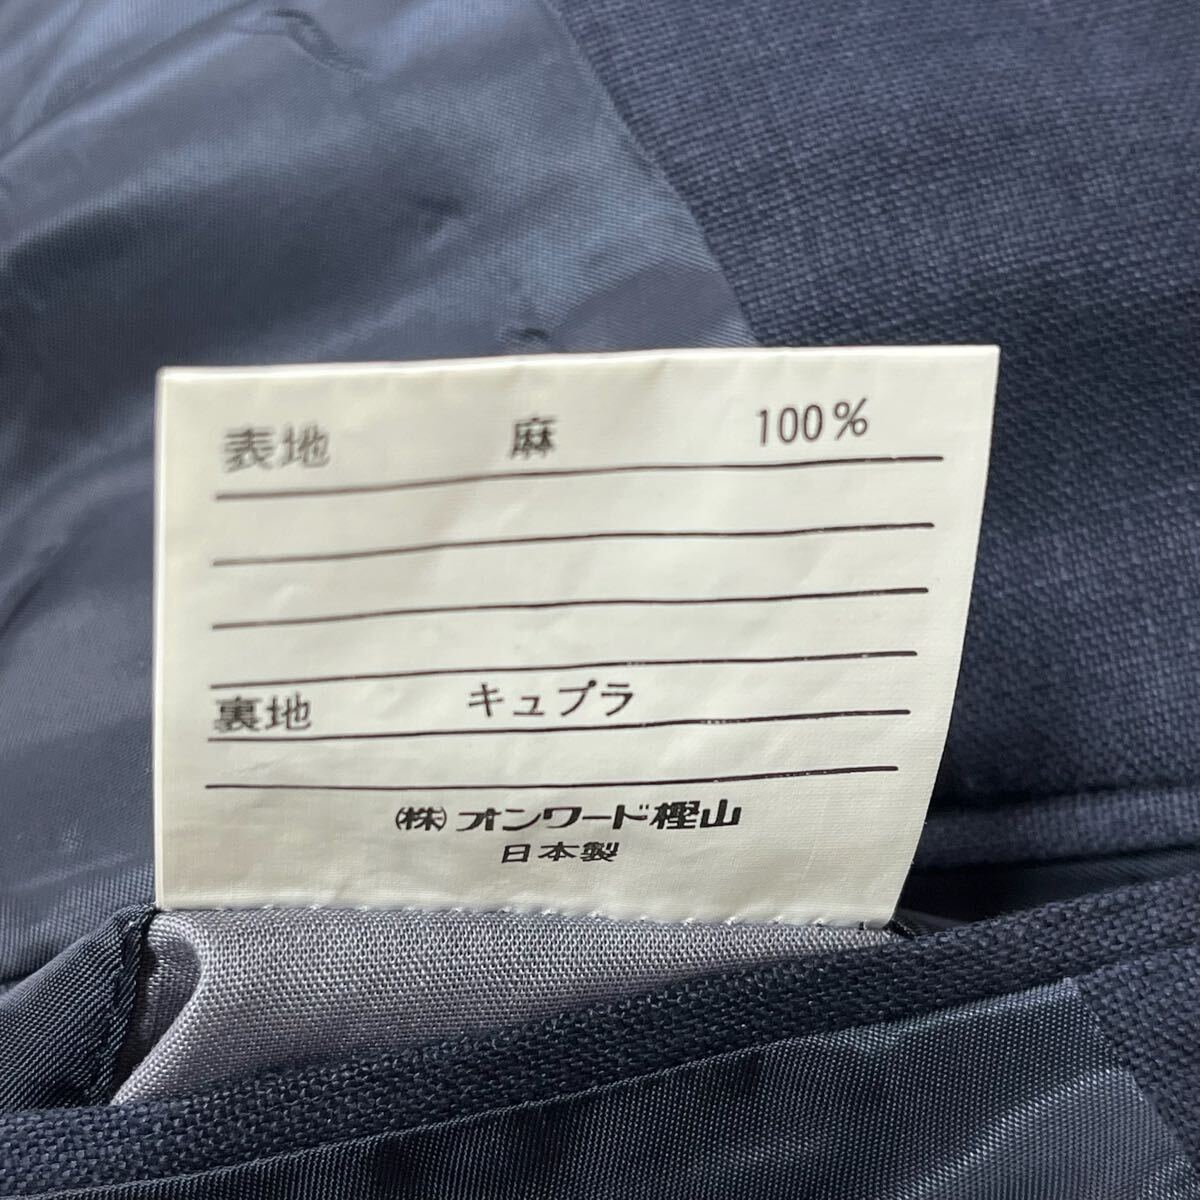 表地 麻 100%
裏地 キュプラ
㈱オンワード樫山
日本製